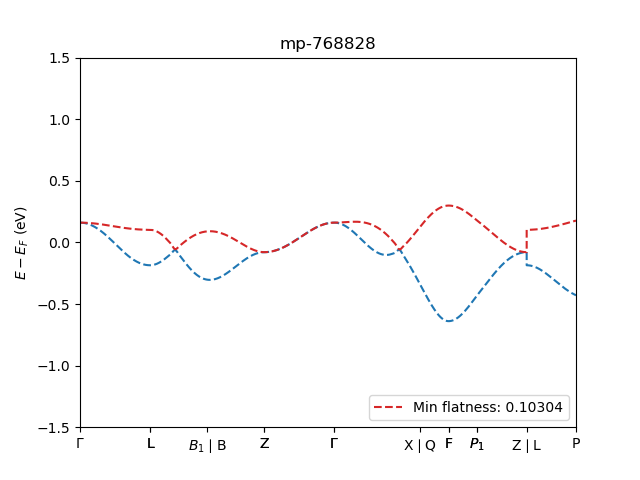 mp-768828
E − E_F (eV)
1.5
1.0
0.5
0.0
−0.5
−1.0
−1.5
Min flatness: 0.10304
Γ L B₁ | B Z Γ X | Q F P₁ Z | L P